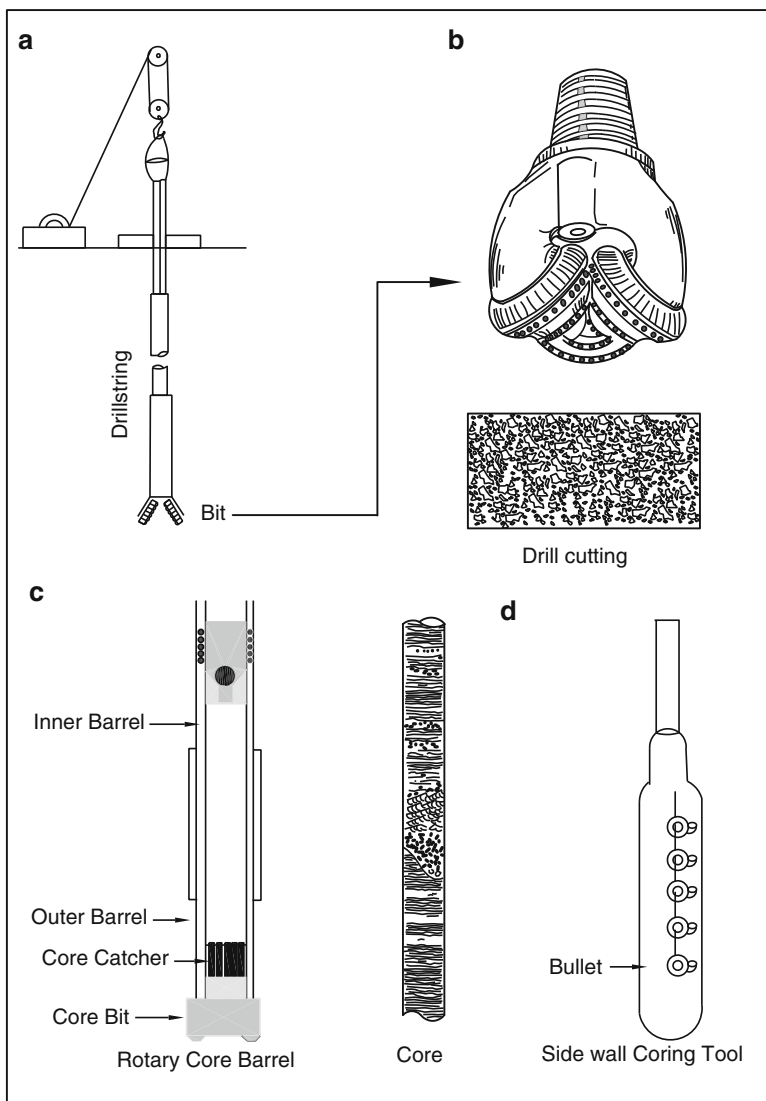 a
b
Drillstring
Bit
Drill cutting
c
d
Inner Barrel
Outer Barrel
Core Catcher
Core Bit
Rotary Core Barrel
Core
Bullet
Side wall Coring Tool